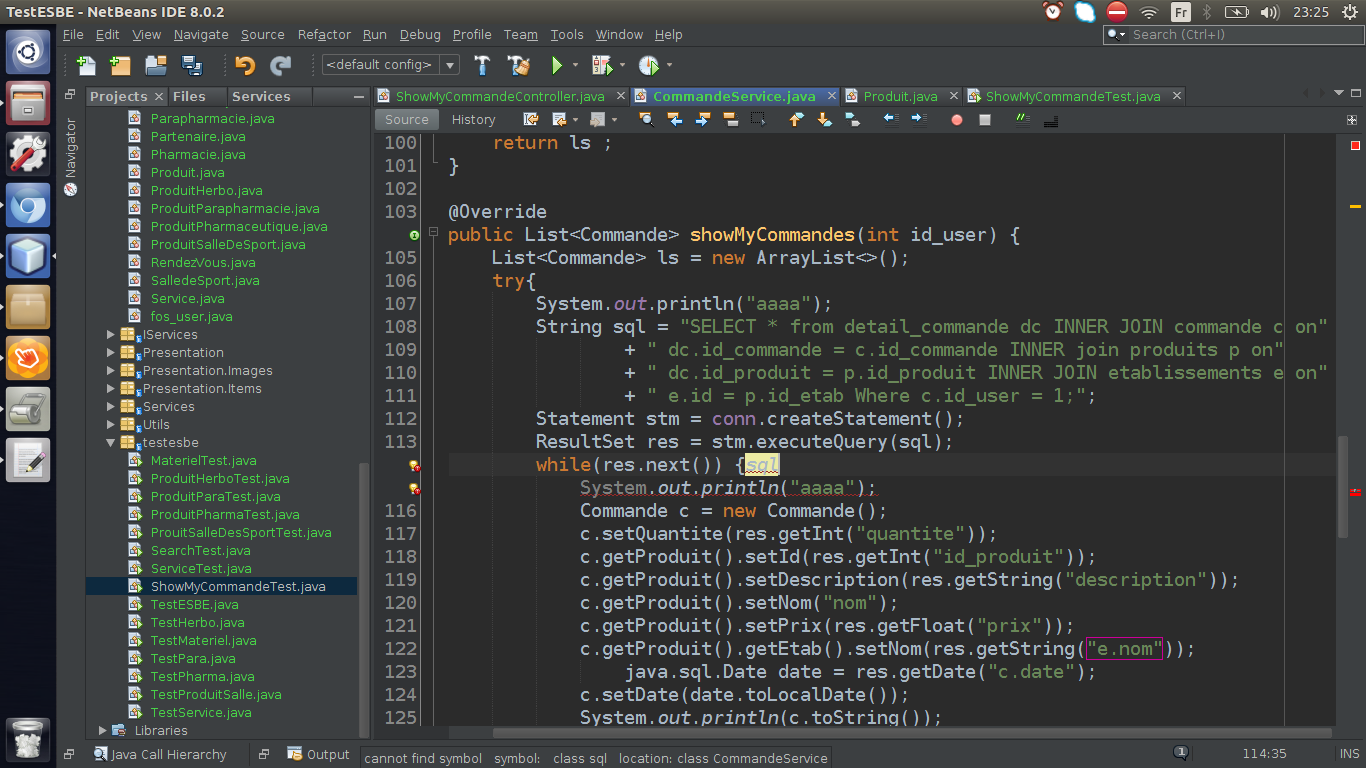 TestESBE - NetBeans IDE 8.0.2
Fr
23:25
File Edit View Navigate Source Refactor Run Debug Profile Team Tools Window Help
Search (Ctrl+I)
<default config>
Projects Files Services
Navigator
Parapharmacie.java
Partenaire.java
Pharmacie.java
Produit.java
ProduitHerbo.java
ProduitParapharmacie.java
ProduitPharmaceutique.java
ProduitSalleDeSport.java
RendezVous.java
SalledeSport.java
Service.java
fos_user.java
IServices
Presentation
Presentation.Images
Presentation.Items
Services
Utils
testesbe
MaterielTest.java
ProduitHerboTest.java
ProduitParaTest.java
ProduitPharmaTest.java
ProuitSalleDesSportTest.java
SearchTest.java
ServiceTest.java
ShowMyCommandeTest.java
TestESBE.java
TestHerbo.java
TestMateriel.java
TestPara.java
TestPharma.java
TestProduitSalle.java
TestService.java
Libraries
ShowMyCommandeController.java CommandeService.java Produit.java ShowMyCommandeTest.java
Source History
100 return ls ;
101 }
102
103 @Override
public List<Commande> showMyCommandes(int id_user) {
105 List<Commande> ls = new ArrayList<>();
106 try{
107 System.out.println("aaaa");
108 String sql = "SELECT * from detail_commande dc INNER JOIN commande c on"
109 + " dc.id_commande = c.id_commande INNER join produits p on"
110 + " dc.id_produit = p.id_produit INNER JOIN etablissements e on"
111 + " e.id = p.id_etab Where c.id_user = 1;";
112 Statement stm = conn.createStatement();
113 ResultSet res = stm.executeQuery(sql);
while(res.next()) {sql
System.out.println("aaaa");
116 Commande c = new Commande();
117 c.setQuantite(res.getInt("quantite"));
118 c.getProduit().setId(res.getInt("id_produit"));
119 c.getProduit().setDescription(res.getString("description"));
120 c.getProduit().setNom("nom");
121 c.getProduit().setPrix(res.getFloat("prix"));
122 c.getProduit().getEtab().setNom(res.getString("e.nom"));
123 java.sql.Date date = res.getDate("c.date");
124 c.setDate(date.toLocalDate());
125 System.out.println(c.toString());
Java Call Hierarchy Output cannot find symbol symbol: class sql location: class CommandeService 1 114:35 INS